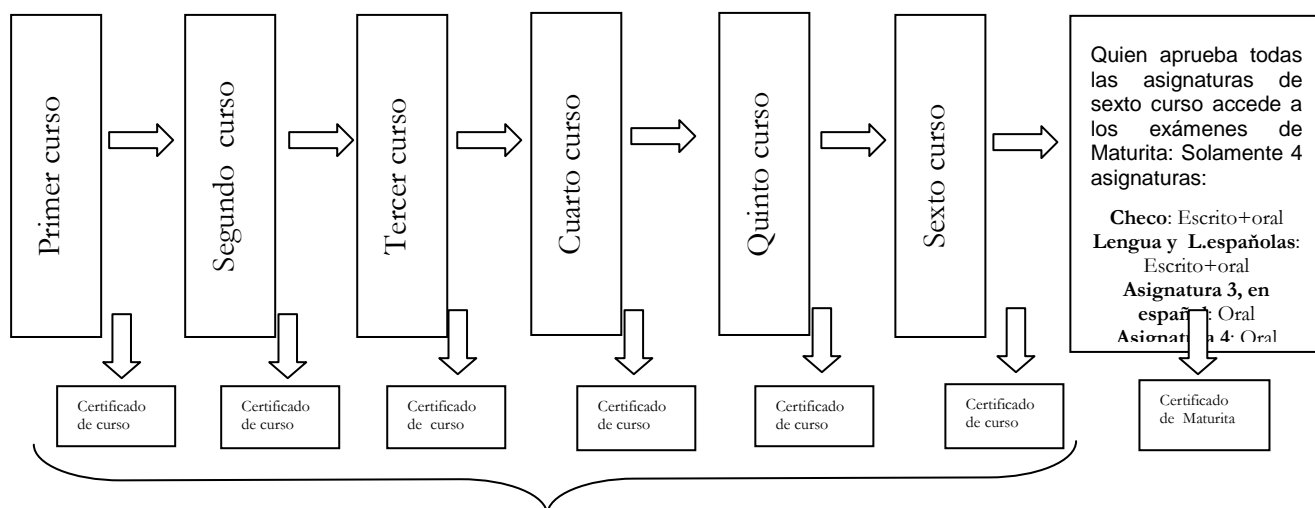 Primer curso
Segundo curso
Tercer curso
Cuarto curso
Quinto curso
Sexto curso
Quien aprueba todas
las asignaturas de
sexto curso accede a
los exámenes de
Maturita: Solamente 4
asignaturas:
Checo: Escrito+oral
Lengua y L.españolas:
Escrito+oral
Asignatura 3, en
español: Oral
Asignatura 4: Oral
Certificado
de curso
Certificado
de curso
Certificado
de curso
Certificado
de curso
Certificado
de curso
Certificado
de curso
Certificado
de Maturita